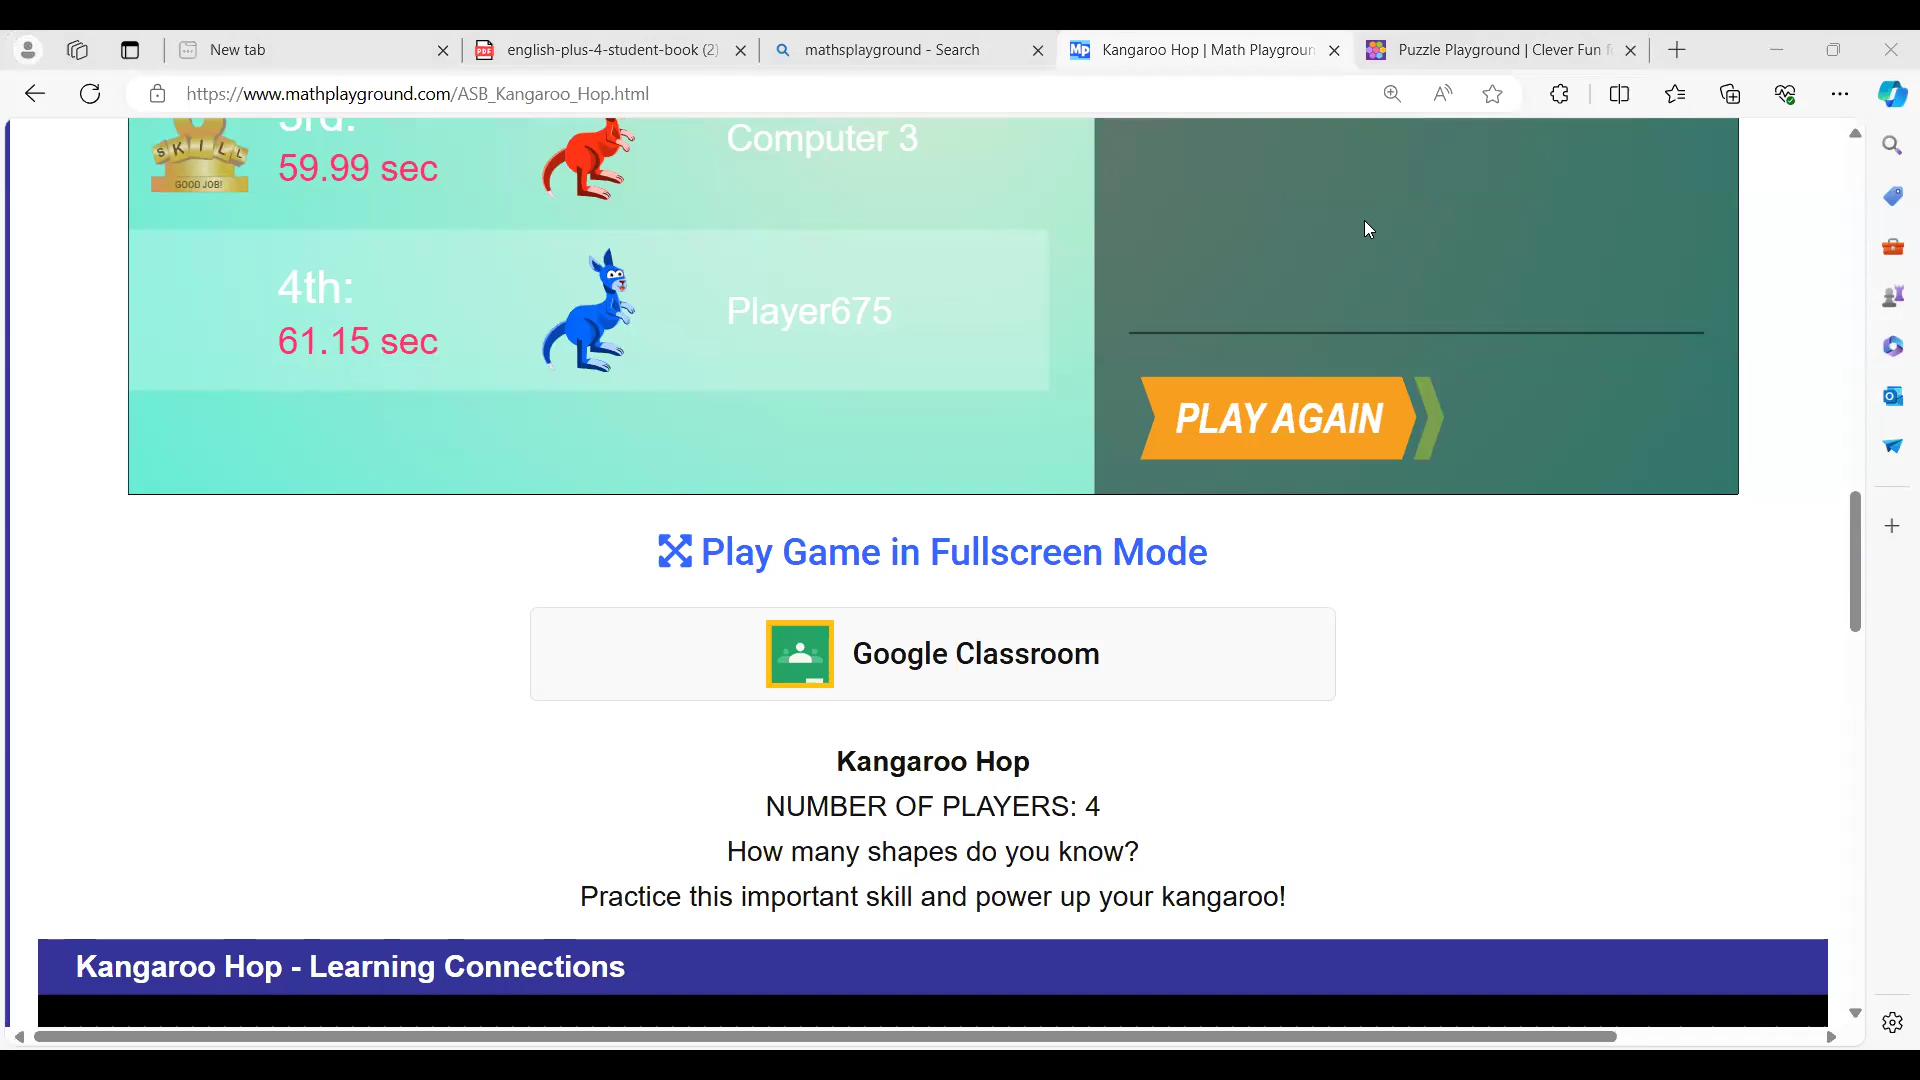 New tab
english-plus-4-student-book (2)
mathsplayground - Search
Mp
Kangaroo Hop | Math Playgroun
Puzzle Playground | Clever Fun f
https://www.mathplayground.com/ASB_Kangaroo_Hop.html
SKILL
GOOD JOB!
3rd:
59.99 sec
Computer 3
4th:
61.15 sec
Player675
PLAY AGAIN
Play Game in Fullscreen Mode
Google Classroom
Kangaroo Hop
NUMBER OF PLAYERS: 4
How many shapes do you know?
Practice this important skill and power up your kangaroo!
Kangaroo Hop - Learning Connections